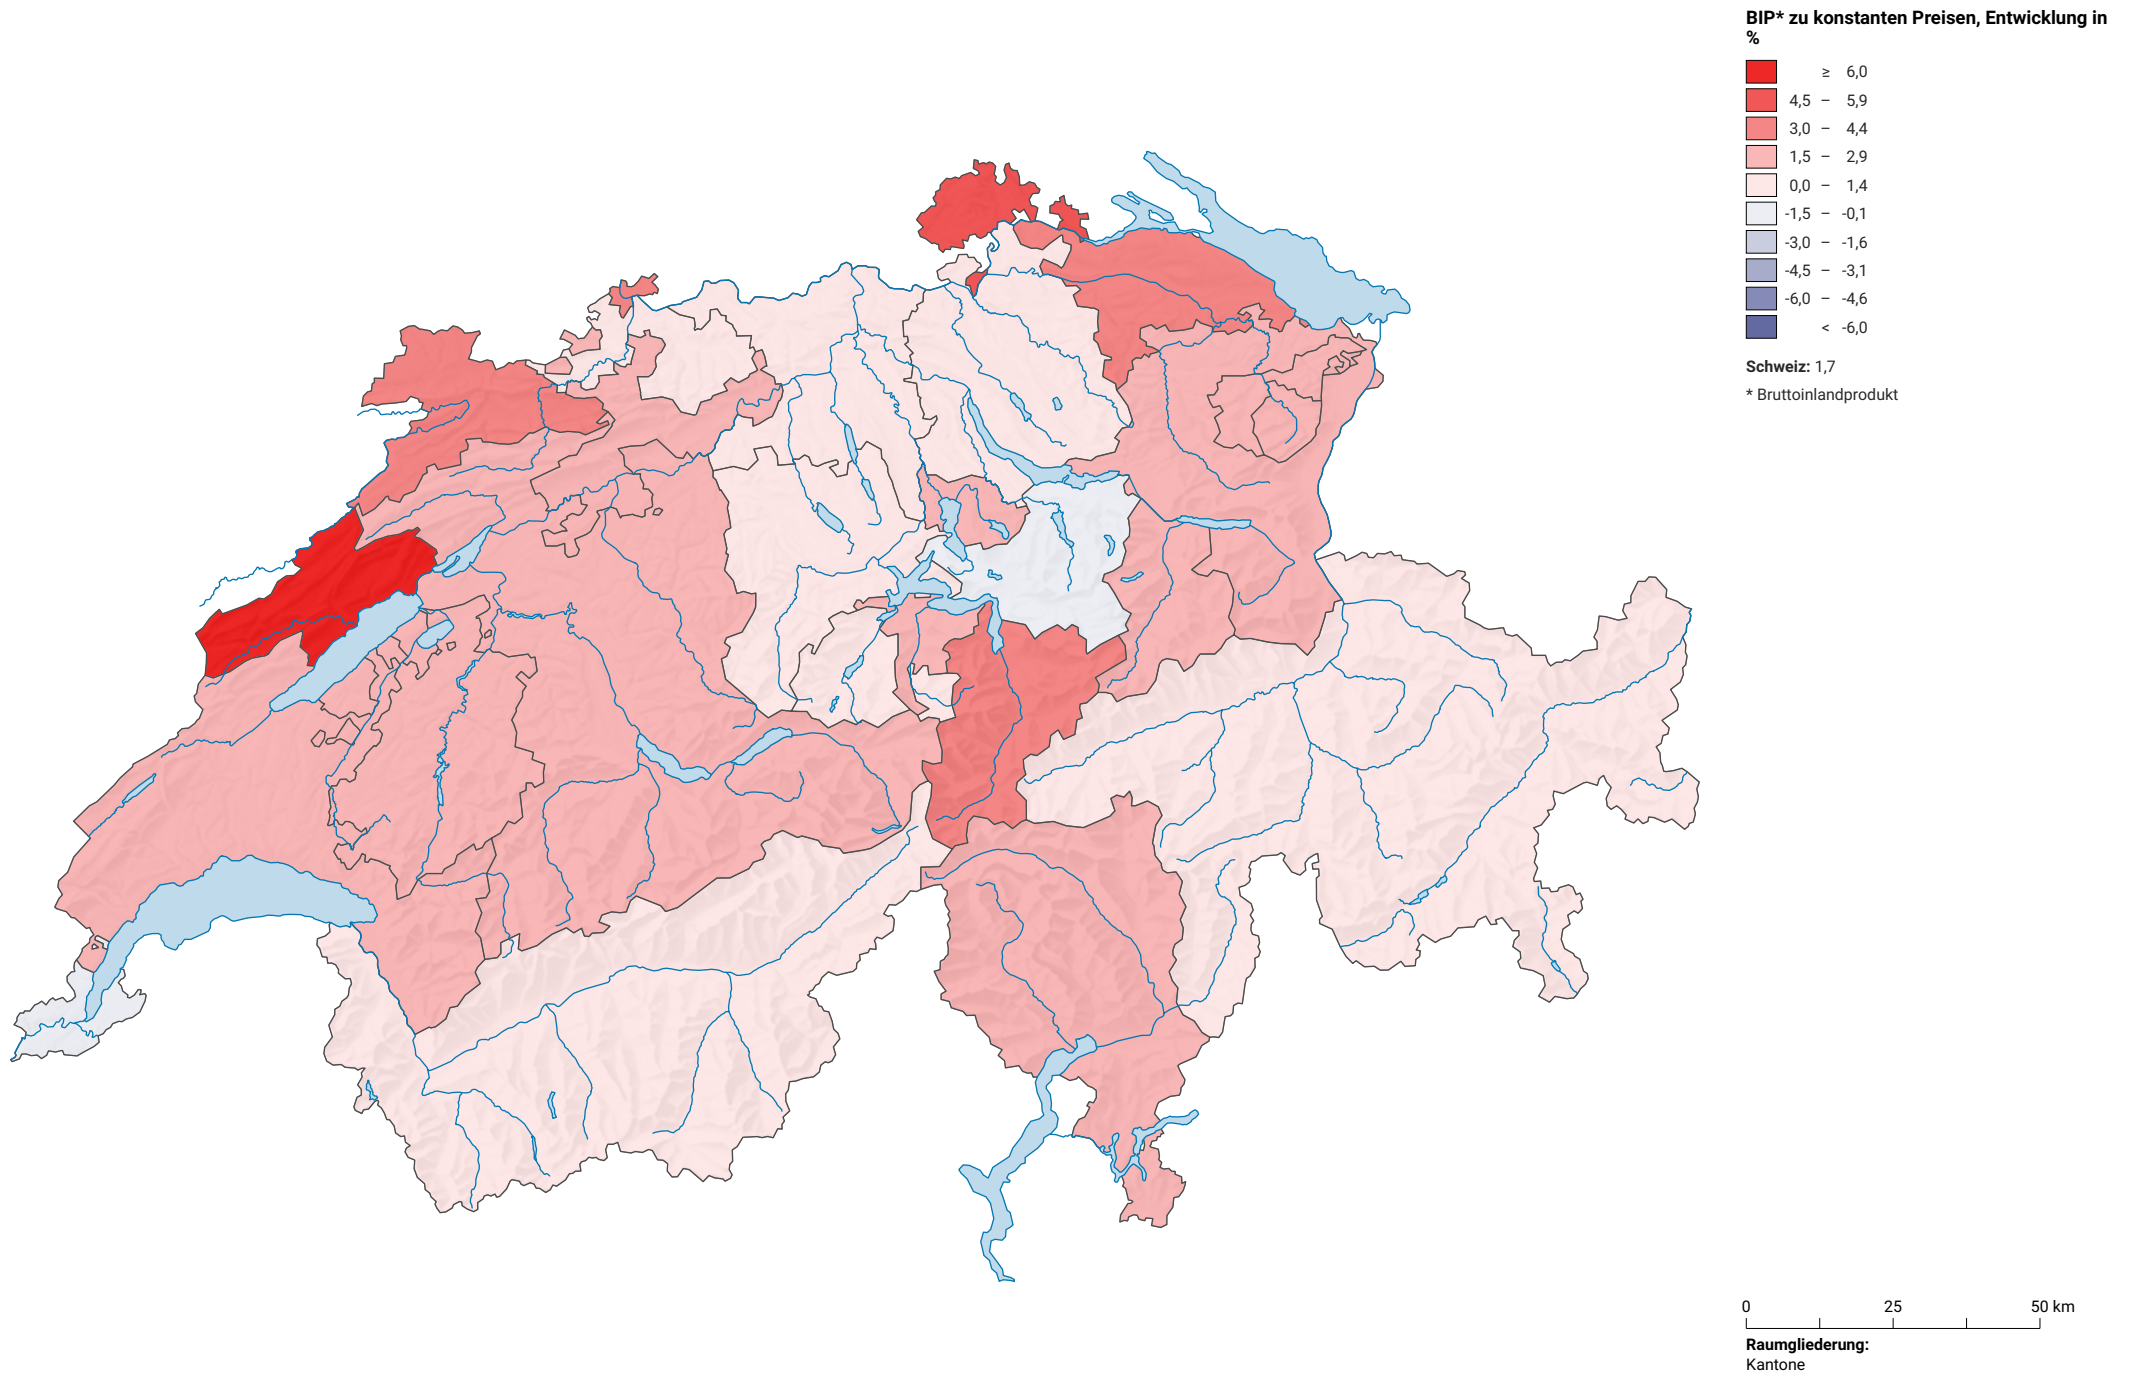 BIP* zu konstanten Preisen, Entwicklung in
%
≥ 6,0
4,5 – 5,9
3,0 – 4,4
1,5 – 2,9
0,0 – 1,4
-1,5 – -0,1
-3,0 – -1,6
-4,5 – -3,1
-6,0 – -4,6
< -6,0
Schweiz: 1,7
* Bruttoinlandprodukt
0 25 50 km
Raumgliederung:
Kantone